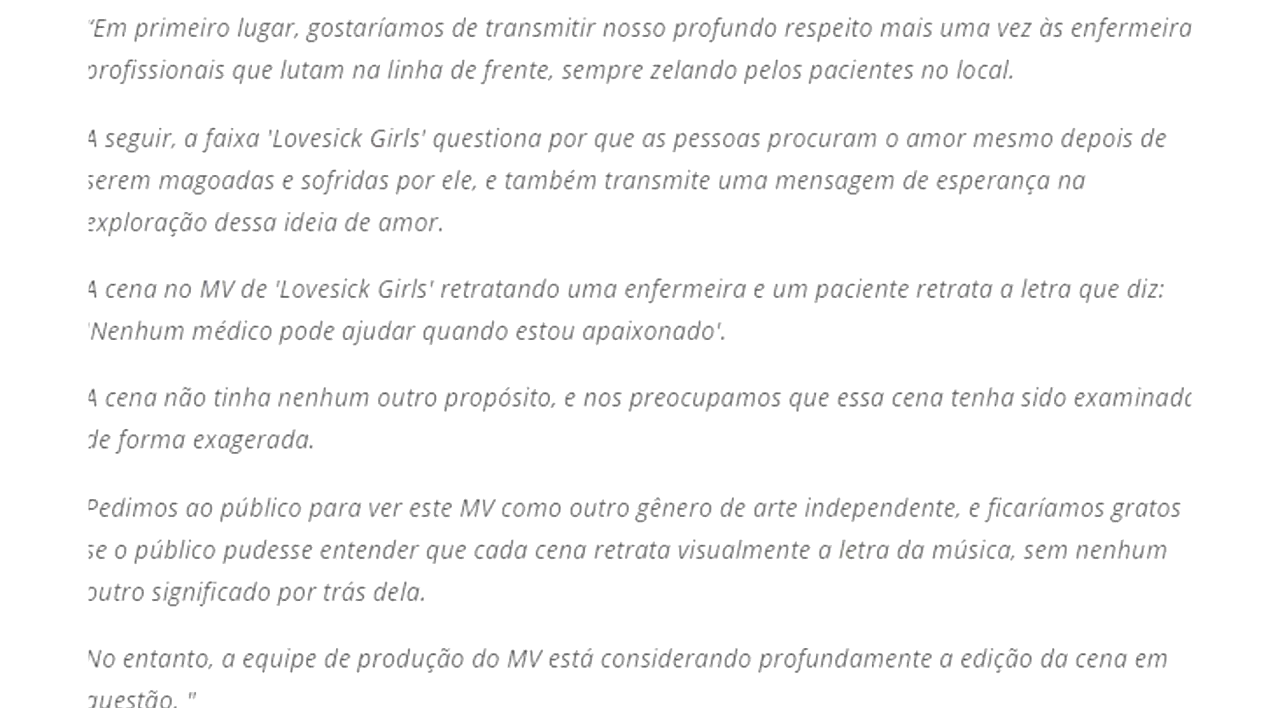 “Em primeiro lugar, gostaríamos de transmitir nosso profundo respeito mais uma vez às enfermeira
profissionais que lutam na linha de frente, sempre zelando pelos pacientes no local.
A seguir, a faixa 'Lovesick Girls' questiona por que as pessoas procuram o amor mesmo depois de
serem magoadas e sofridas por ele, e também transmite uma mensagem de esperança na
exploração dessa ideia de amor.
A cena no MV de 'Lovesick Girls' retratando uma enfermeira e um paciente retrata a letra que diz:
'Nenhum médico pode ajudar quando estou apaixonado'.
A cena não tinha nenhum outro propósito, e nos preocupamos que essa cena tenha sido examinada
de forma exagerada.
Pedimos ao público para ver este MV como outro gênero de arte independente, e ficaríamos gratos
se o público pudesse entender que cada cena retrata visualmente a letra da música, sem nenhum
outro significado por trás dela.
No entanto, a equipe de produção do MV está considerando profundamente a edição da cena em
questão. "